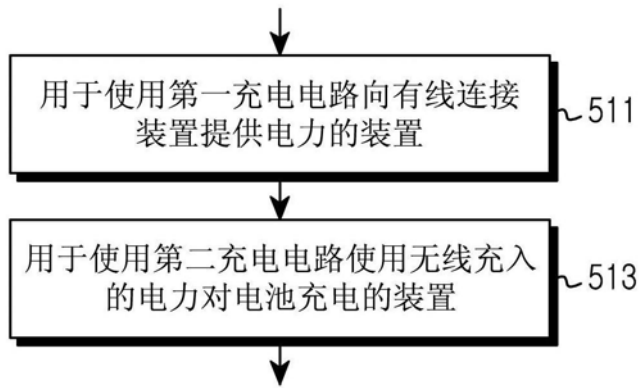 用于使用第一充电电路向有线连接
装置提供电力的装置
511
用于使用第二充电电路使用无线充入
的电力对电池充电的装置
513